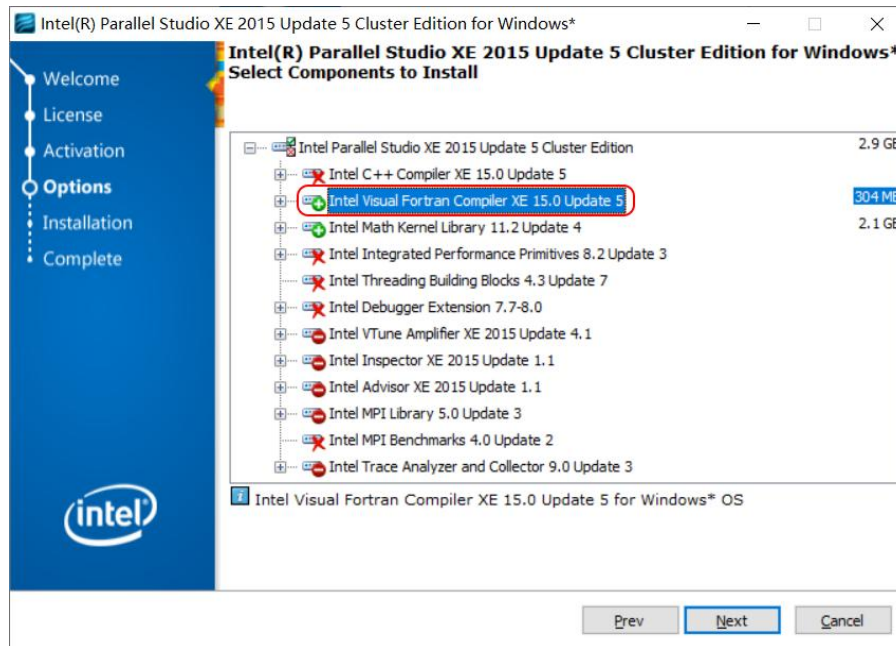 Intel(R) Parallel Studio XE 2015 Update 5 Cluster Edition for Windows*
Intel(R) Parallel Studio XE 2015 Update 5 Cluster Edition for Windows*
Select Components to Install
Welcome
License
Activation
Options
Installation
Complete
Intel Parallel Studio XE 2015 Update 5 Cluster Edition 2.9 GB
Intel C++ Compiler XE 15.0 Update 5
Intel Visual Fortran Compiler XE 15.0 Update 5 304 MB
Intel Math Kernel Library 11.2 Update 4 2.1 GB
Intel Integrated Performance Primitives 8.2 Update 3
Intel Threading Building Blocks 4.3 Update 7
Intel Debugger Extension 7.7-8.0
Intel VTune Amplifier XE 2015 Update 4.1
Intel Inspector XE 2015 Update 1.1
Intel Advisor XE 2015 Update 1.1
Intel MPI Library 5.0 Update 3
Intel MPI Benchmarks 4.0 Update 2
Intel Trace Analyzer and Collector 9.0 Update 3
Intel Visual Fortran Compiler XE 15.0 Update 5 for Windows* OS
intel
Prev Next Cancel